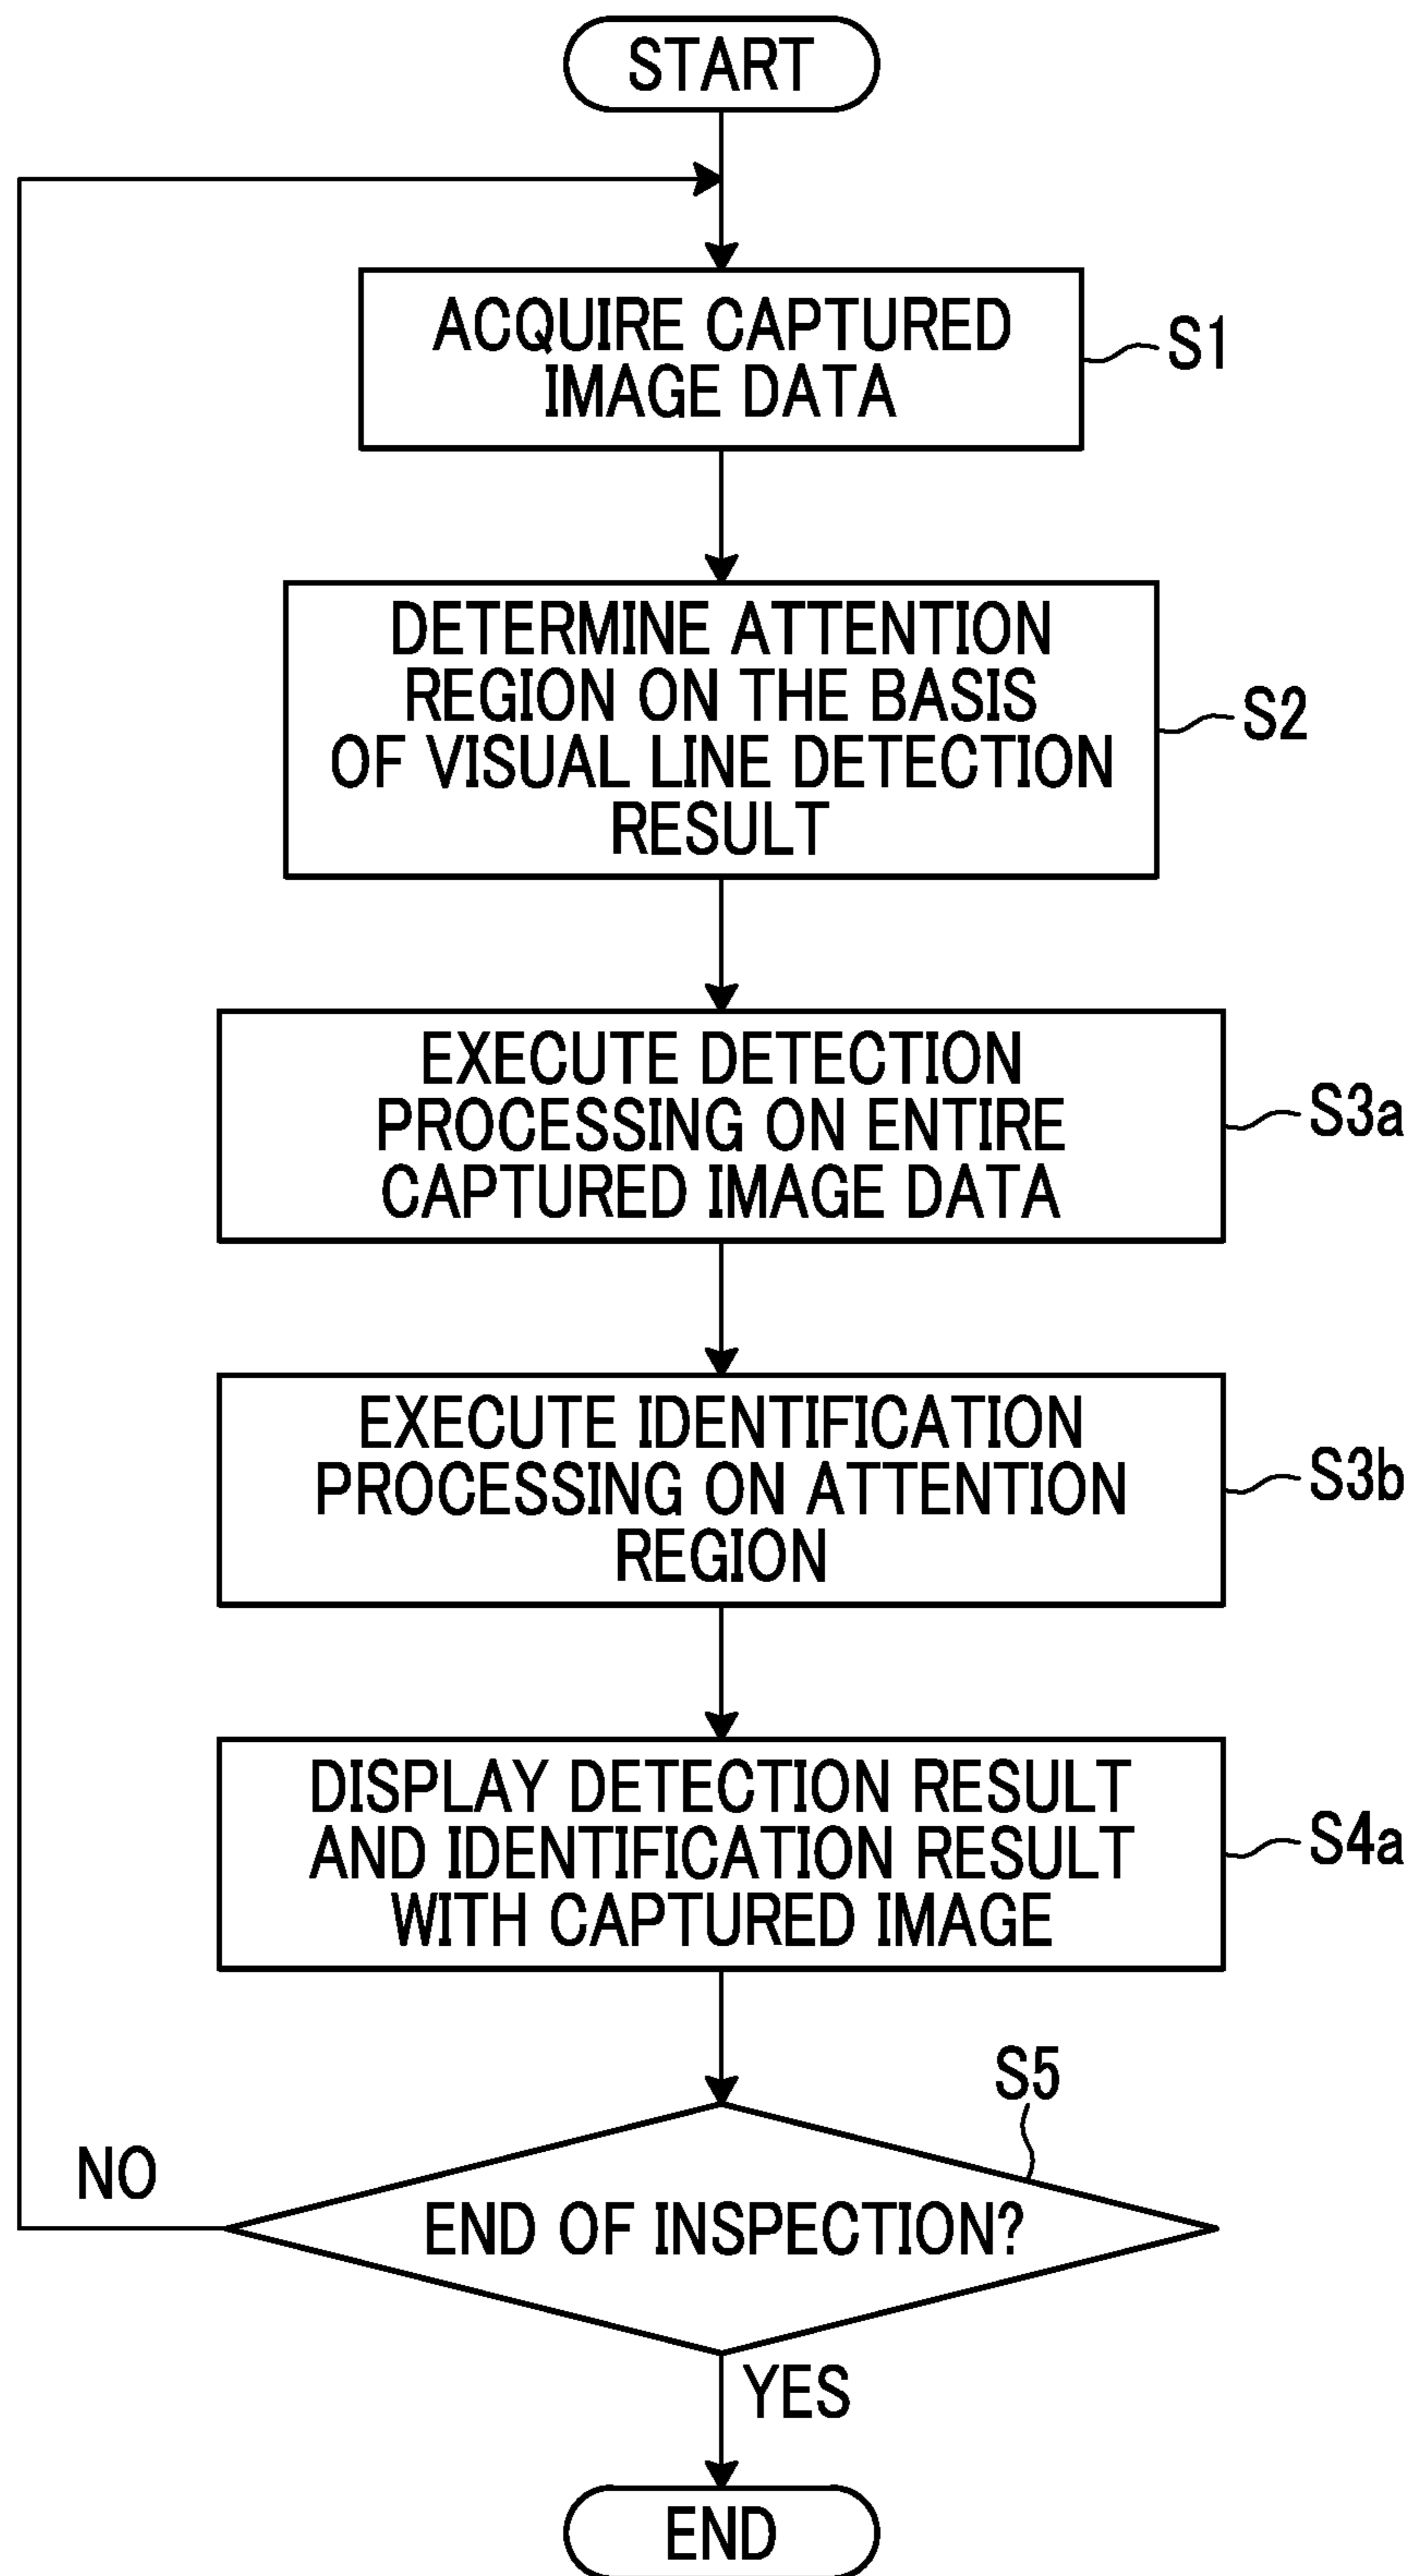 START
ACQUIRE CAPTURED
IMAGE DATA
S1
DETERMINE ATTENTION
REGION ON THE BASIS
OF VISUAL LINE DETECTION
RESULT
S2
EXECUTE DETECTION
PROCESSING ON ENTIRE
CAPTURED IMAGE DATA
S3a
EXECUTE IDENTIFICATION
PROCESSING ON ATTENTION
REGION
S3b
DISPLAY DETECTION RESULT
AND IDENTIFICATION RESULT
WITH CAPTURED IMAGE
S4a
S5
NO
END OF INSPECTION?
YES
END